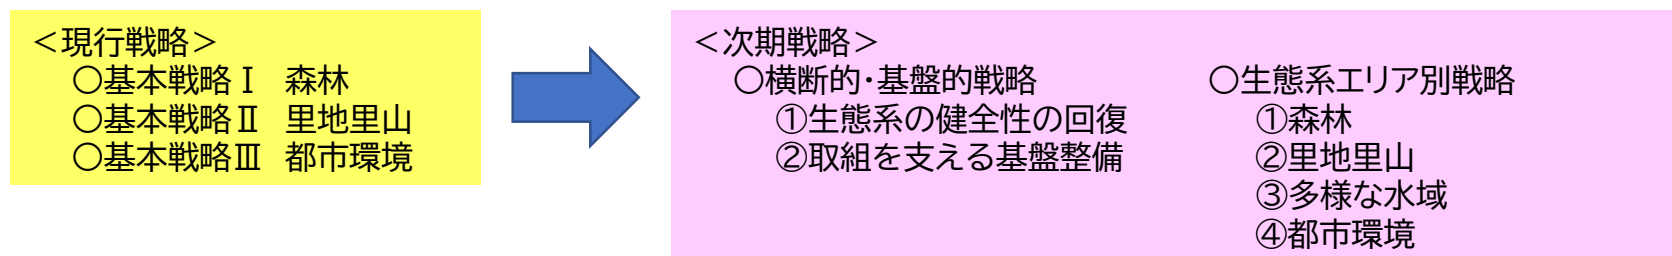 ＜現行戦略＞
○基本戦略Ⅰ　森林
○基本戦略Ⅱ　里地里山
○基本戦略Ⅲ　都市環境
＜次期戦略＞
○横断的・基盤的戦略
①生態系の健全性の回復
②取組を支える基盤整備
○生態系エリア別戦略
①森林
②里地里山
③多様な水域
④都市環境